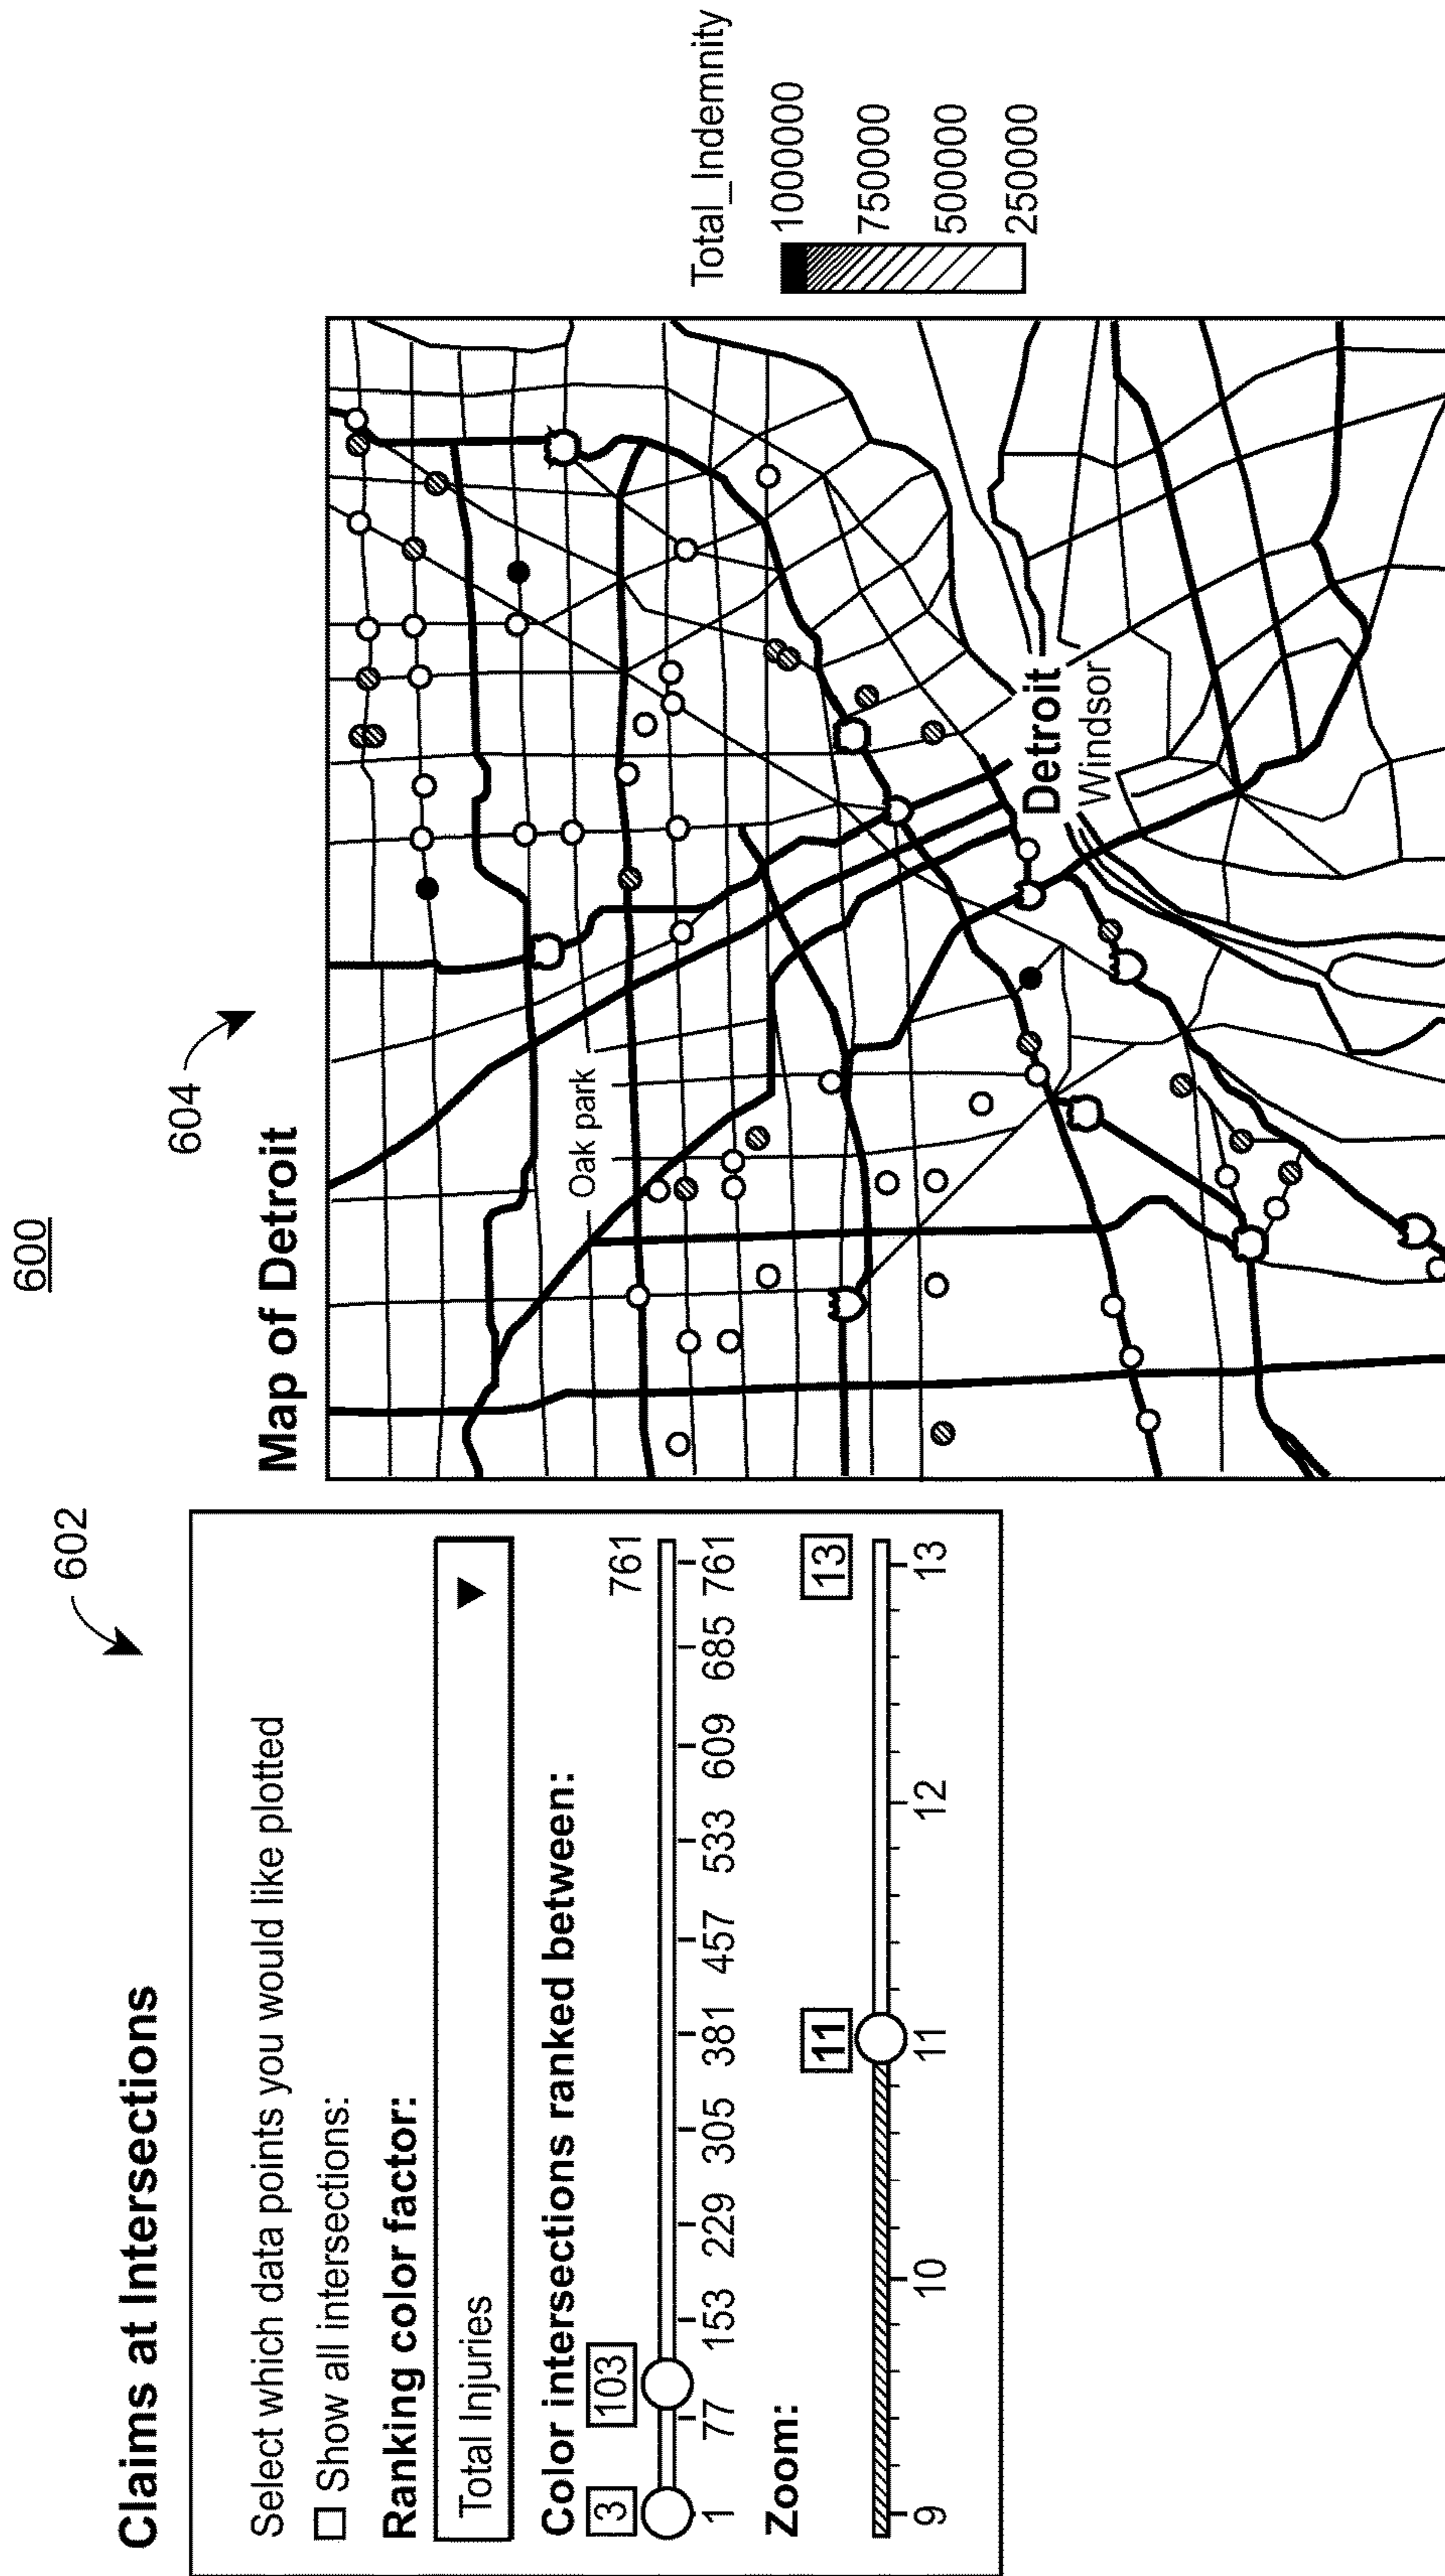 600
602
Claims at Intersections
Select which data points you would like plotted
Show all intersections:
Ranking color factor:
Total Injuries
Color intersections ranked between:
3 103 761
1 77 153 229 305 381 457 533 609 685 761
Zoom:
11 13
9 10 11 12 13
604
Map of Detroit
Oak park
Detroit
Windsor
Total_Indemnity
1000000
750000
500000
250000